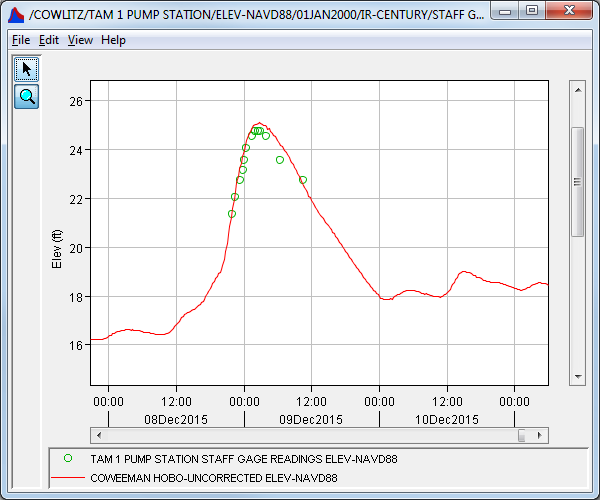 /COWLITZ/TAM 1 PUMP STATION/ELEV-NAVD88/01JAN2000/IR-CENTURY/STAFF G...
File Edit View Help
26
24
22
20
18
16
Elev (ft)
00:00 12:00 00:00 12:00 00:00 12:00 00:00
08Dec2015 09Dec2015 10Dec2015
TAM 1 PUMP STATION STAFF GAGE READINGS ELEV-NAVD88
COWEEMAN HOBO-UNCORRECTED ELEV-NAVD88